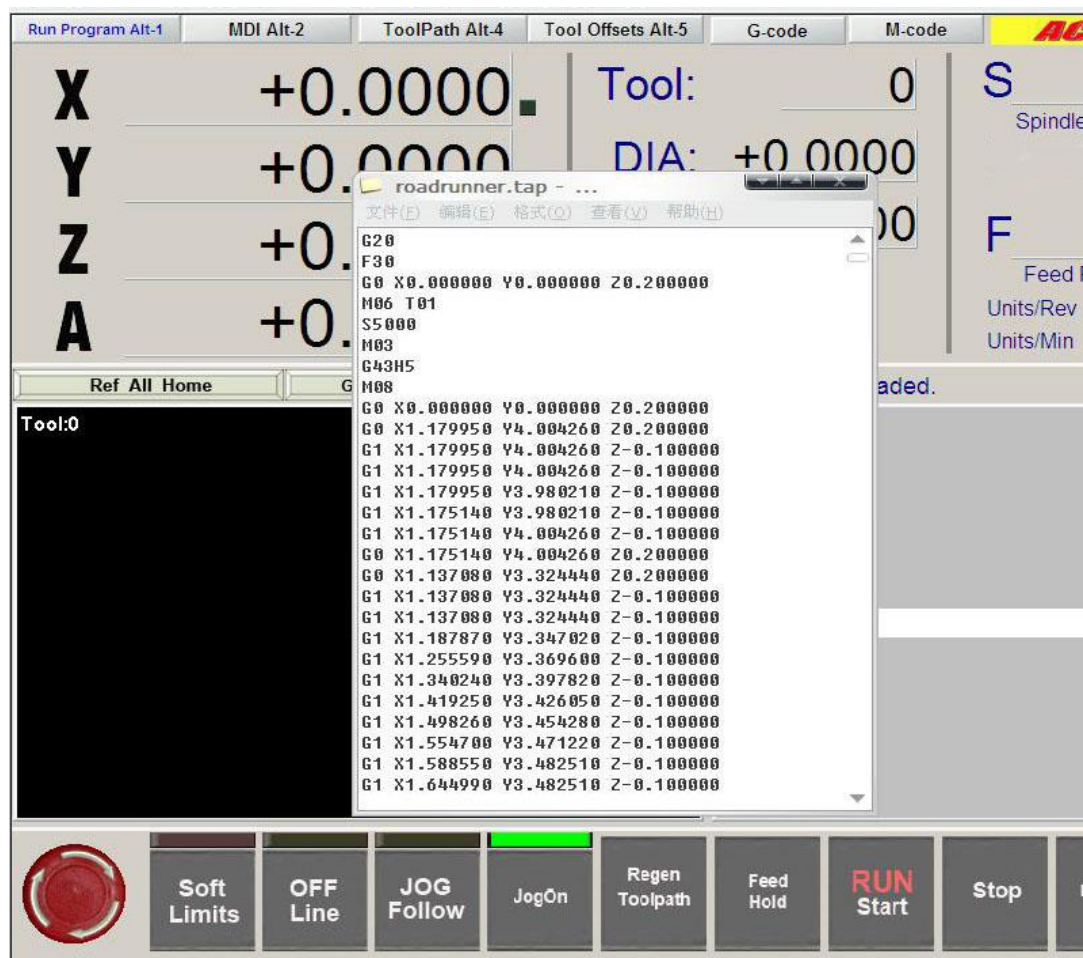 Run Program Alt-1 MDI Alt-2 ToolPath Alt-4 Tool Offsets Alt-5 G-code M-code
X +0.0000 Tool: 0 S
Spindle
Y +0.0000 DIA: +0.0000
roadrunner.tap - ...
文件(F) 编辑(E) 格式(O) 查看(V) 帮助(H)
Z +0.
F
Feed
Units/Rev
A +0.
Units/Min
Ref All Home G
Tool:0
G20
F30
G0 X0.000000 Y0.000000 Z0.200000
M06 T01
S5000
M03
G43H5
M08
G0 X0.000000 Y0.000000 Z0.200000
G0 X1.179950 Y4.004260 Z0.200000
G1 X1.179950 Y4.004260 Z-0.100000
G1 X1.179950 Y4.004260 Z-0.100000
G1 X1.179950 Y3.980210 Z-0.100000
G1 X1.175140 Y3.980210 Z-0.100000
G1 X1.175140 Y4.004260 Z-0.100000
G0 X1.175140 Y4.004260 Z0.200000
G0 X1.137080 Y3.324440 Z0.200000
G1 X1.137080 Y3.324440 Z-0.100000
G1 X1.137080 Y3.324440 Z-0.100000
G1 X1.187870 Y3.347020 Z-0.100000
G1 X1.255590 Y3.369600 Z-0.100000
G1 X1.340240 Y3.397820 Z-0.100000
G1 X1.419250 Y3.426050 Z-0.100000
G1 X1.498260 Y3.454280 Z-0.100000
G1 X1.554700 Y3.471220 Z-0.100000
G1 X1.588550 Y3.482510 Z-0.100000
G1 X1.644990 Y3.482510 Z-0.100000
Soft Limits
OFF Line
JOG Follow
JogOn
Regen Toolpath
Feed Hold
RUN Start
Stop